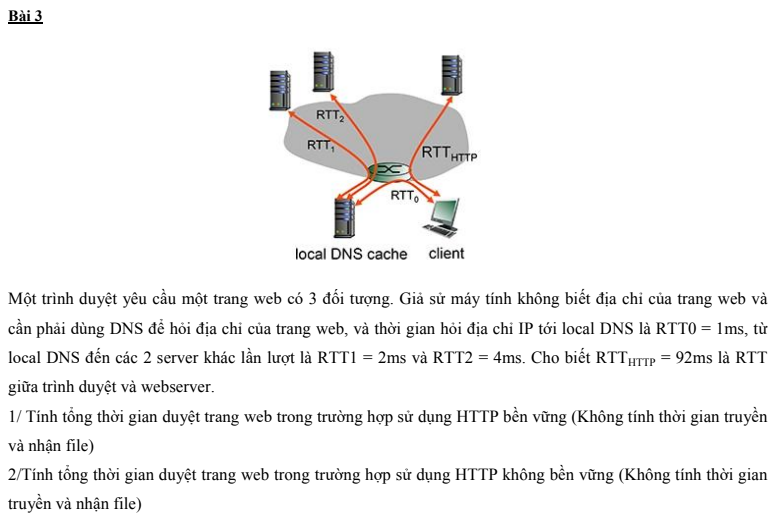 Bài 3
RTT2
RTT1
RTTHTTP
RTT0
local DNS cache
client
Một trình duyệt yêu cầu một trang web có 3 đối tượng. Giả sử máy tính không biết địa chỉ của trang web và
cần phải dùng DNS để hỏi địa chỉ của trang web, và thời gian hỏi địa chỉ IP tới local DNS là RTT0 = 1ms, từ
local DNS đến các 2 server khác lần lượt là RTT1 = 2ms và RTT2 = 4ms. Cho biết RTTHTTP = 92ms là RTT
giữa trình duyệt và webserver.
1/ Tính tổng thời gian duyệt trang web trong trường hợp sử dụng HTTP bền vững (Không tính thời gian truyền
và nhận file)
2/Tính tổng thời gian duyệt trang web trong trường hợp sử dụng HTTP không bền vững (Không tính thời gian
truyền và nhận file)